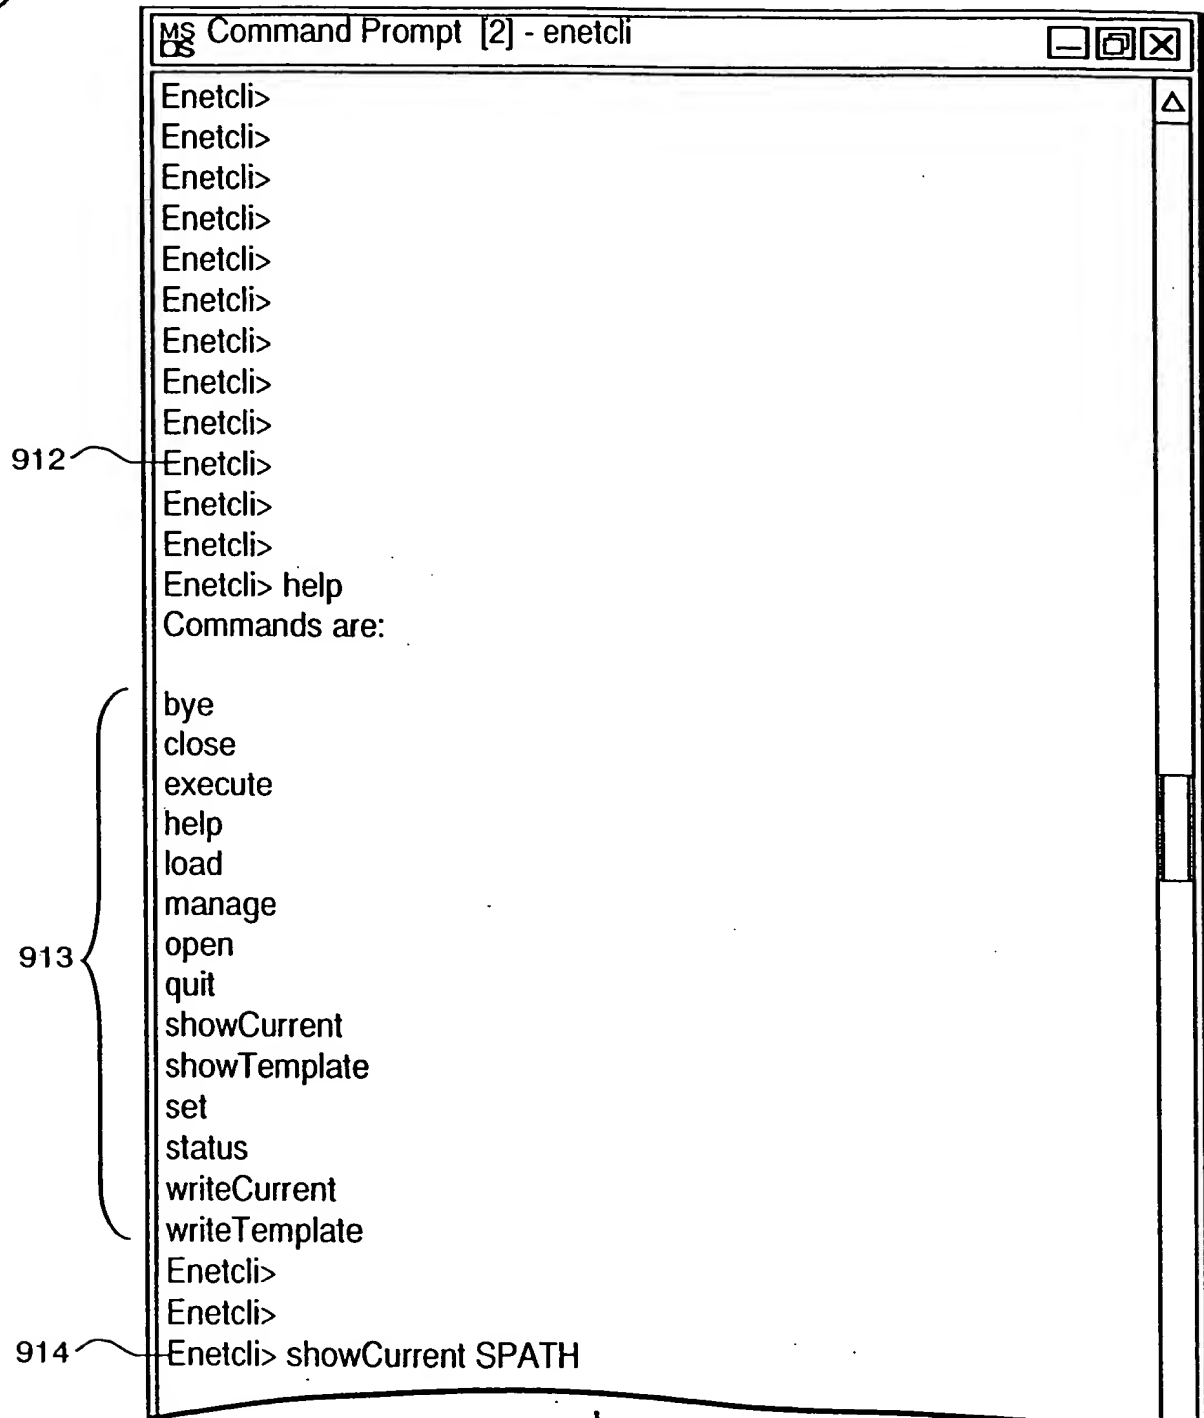 MS
DS Command Prompt [2] - enetcli
Enetcli>
Enetcli>
Enetcli>
Enetcli>
Enetcli>
Enetcli>
Enetcli>
Enetcli>
Enetcli>
912 Enetcli>
Enetcli>
Enetcli>
Enetcli> help
Commands are:
bye
close
execute
help
load
manage
913 open
quit
showCurrent
showTemplate
set
status
writeCurrent
writeTemplate
Enetcli>
Enetcli>
914 Enetcli> showCurrent SPATH